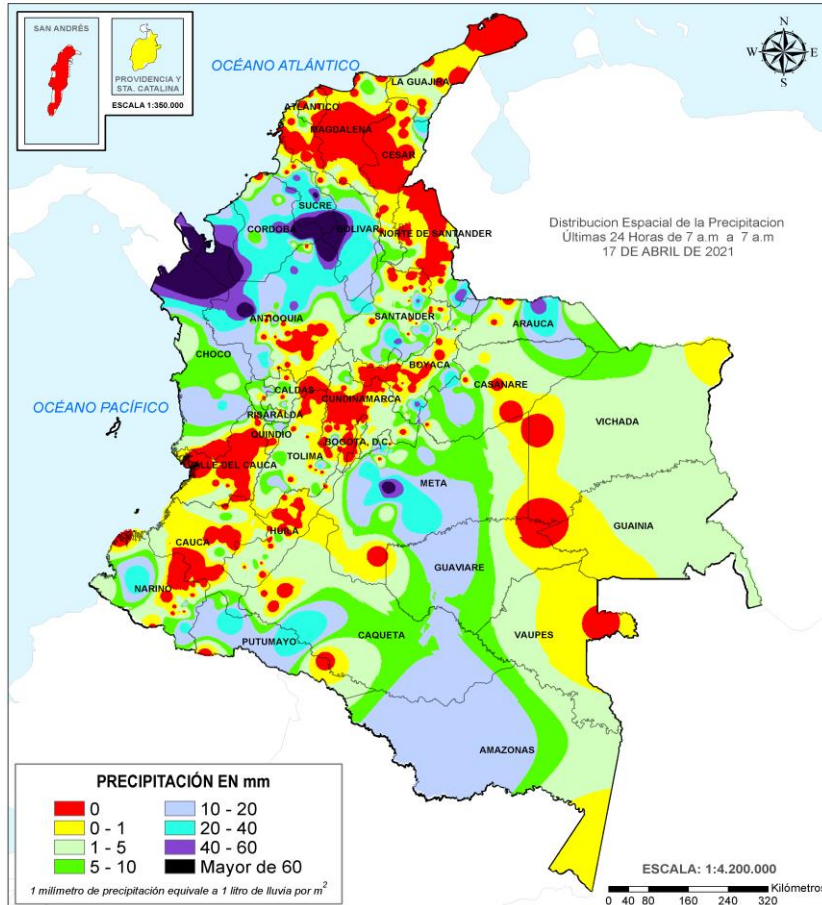 SAN ANDRÉS
PROVIDENCIA Y
STA. CATALINA
ESCALA 1:350.000
OCÉANO ATLÁNTICO
N
W E
S
LA GUAJIRA
ATLANTICO
MAGDALENA
CESAR
SUCRE
CORDOBA
BOLIVAR
NORTE DE SANTANDER
Distribucion Espacial de la Precipitacion
Últimas 24 Horas de 7 a.m a 7 a.m
17 DE ABRIL DE 2021
ANTIOQUIA
SANTANDER
ARAUCA
CHOCO
BOYACA
CASANARE
CALDAS
CUNDINAMARCA
OCÉANO PACÍFICO
RISARALDA
VICHADA
QUINDIO
BOGOTA, D.C.
TOLIMA
VALLE DEL CAUCA
META
GUAINIA
HUILA
CAUCA
GUAVIARE
NARIÑO
CAQUETA
VAUPES
PUTUMAYO
AMAZONAS
PRECIPITACIÓN EN mm
0 10 - 20
0 - 1 20 - 40
1 - 5 40 - 60
5 - 10 Mayor de 60
1 milímetro de precipitación equivale a 1 litro de lluvia por m²
ESCALA: 1:4.200.000
Kilómetros
0 40 80 160 240 320